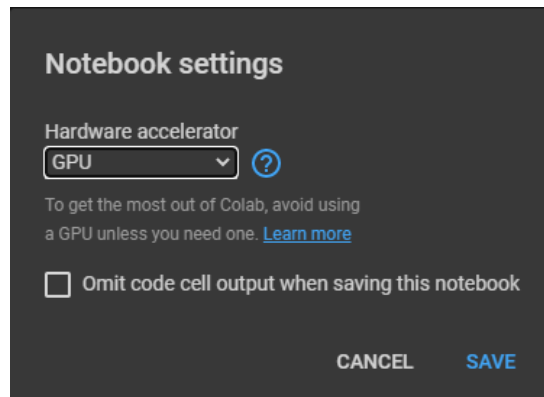 Notebook settings
Hardware accelerator
GPU
To get the most out of Colab, avoid using
a GPU unless you need one. Learn more
Omit code cell output when saving this notebook
CANCEL SAVE